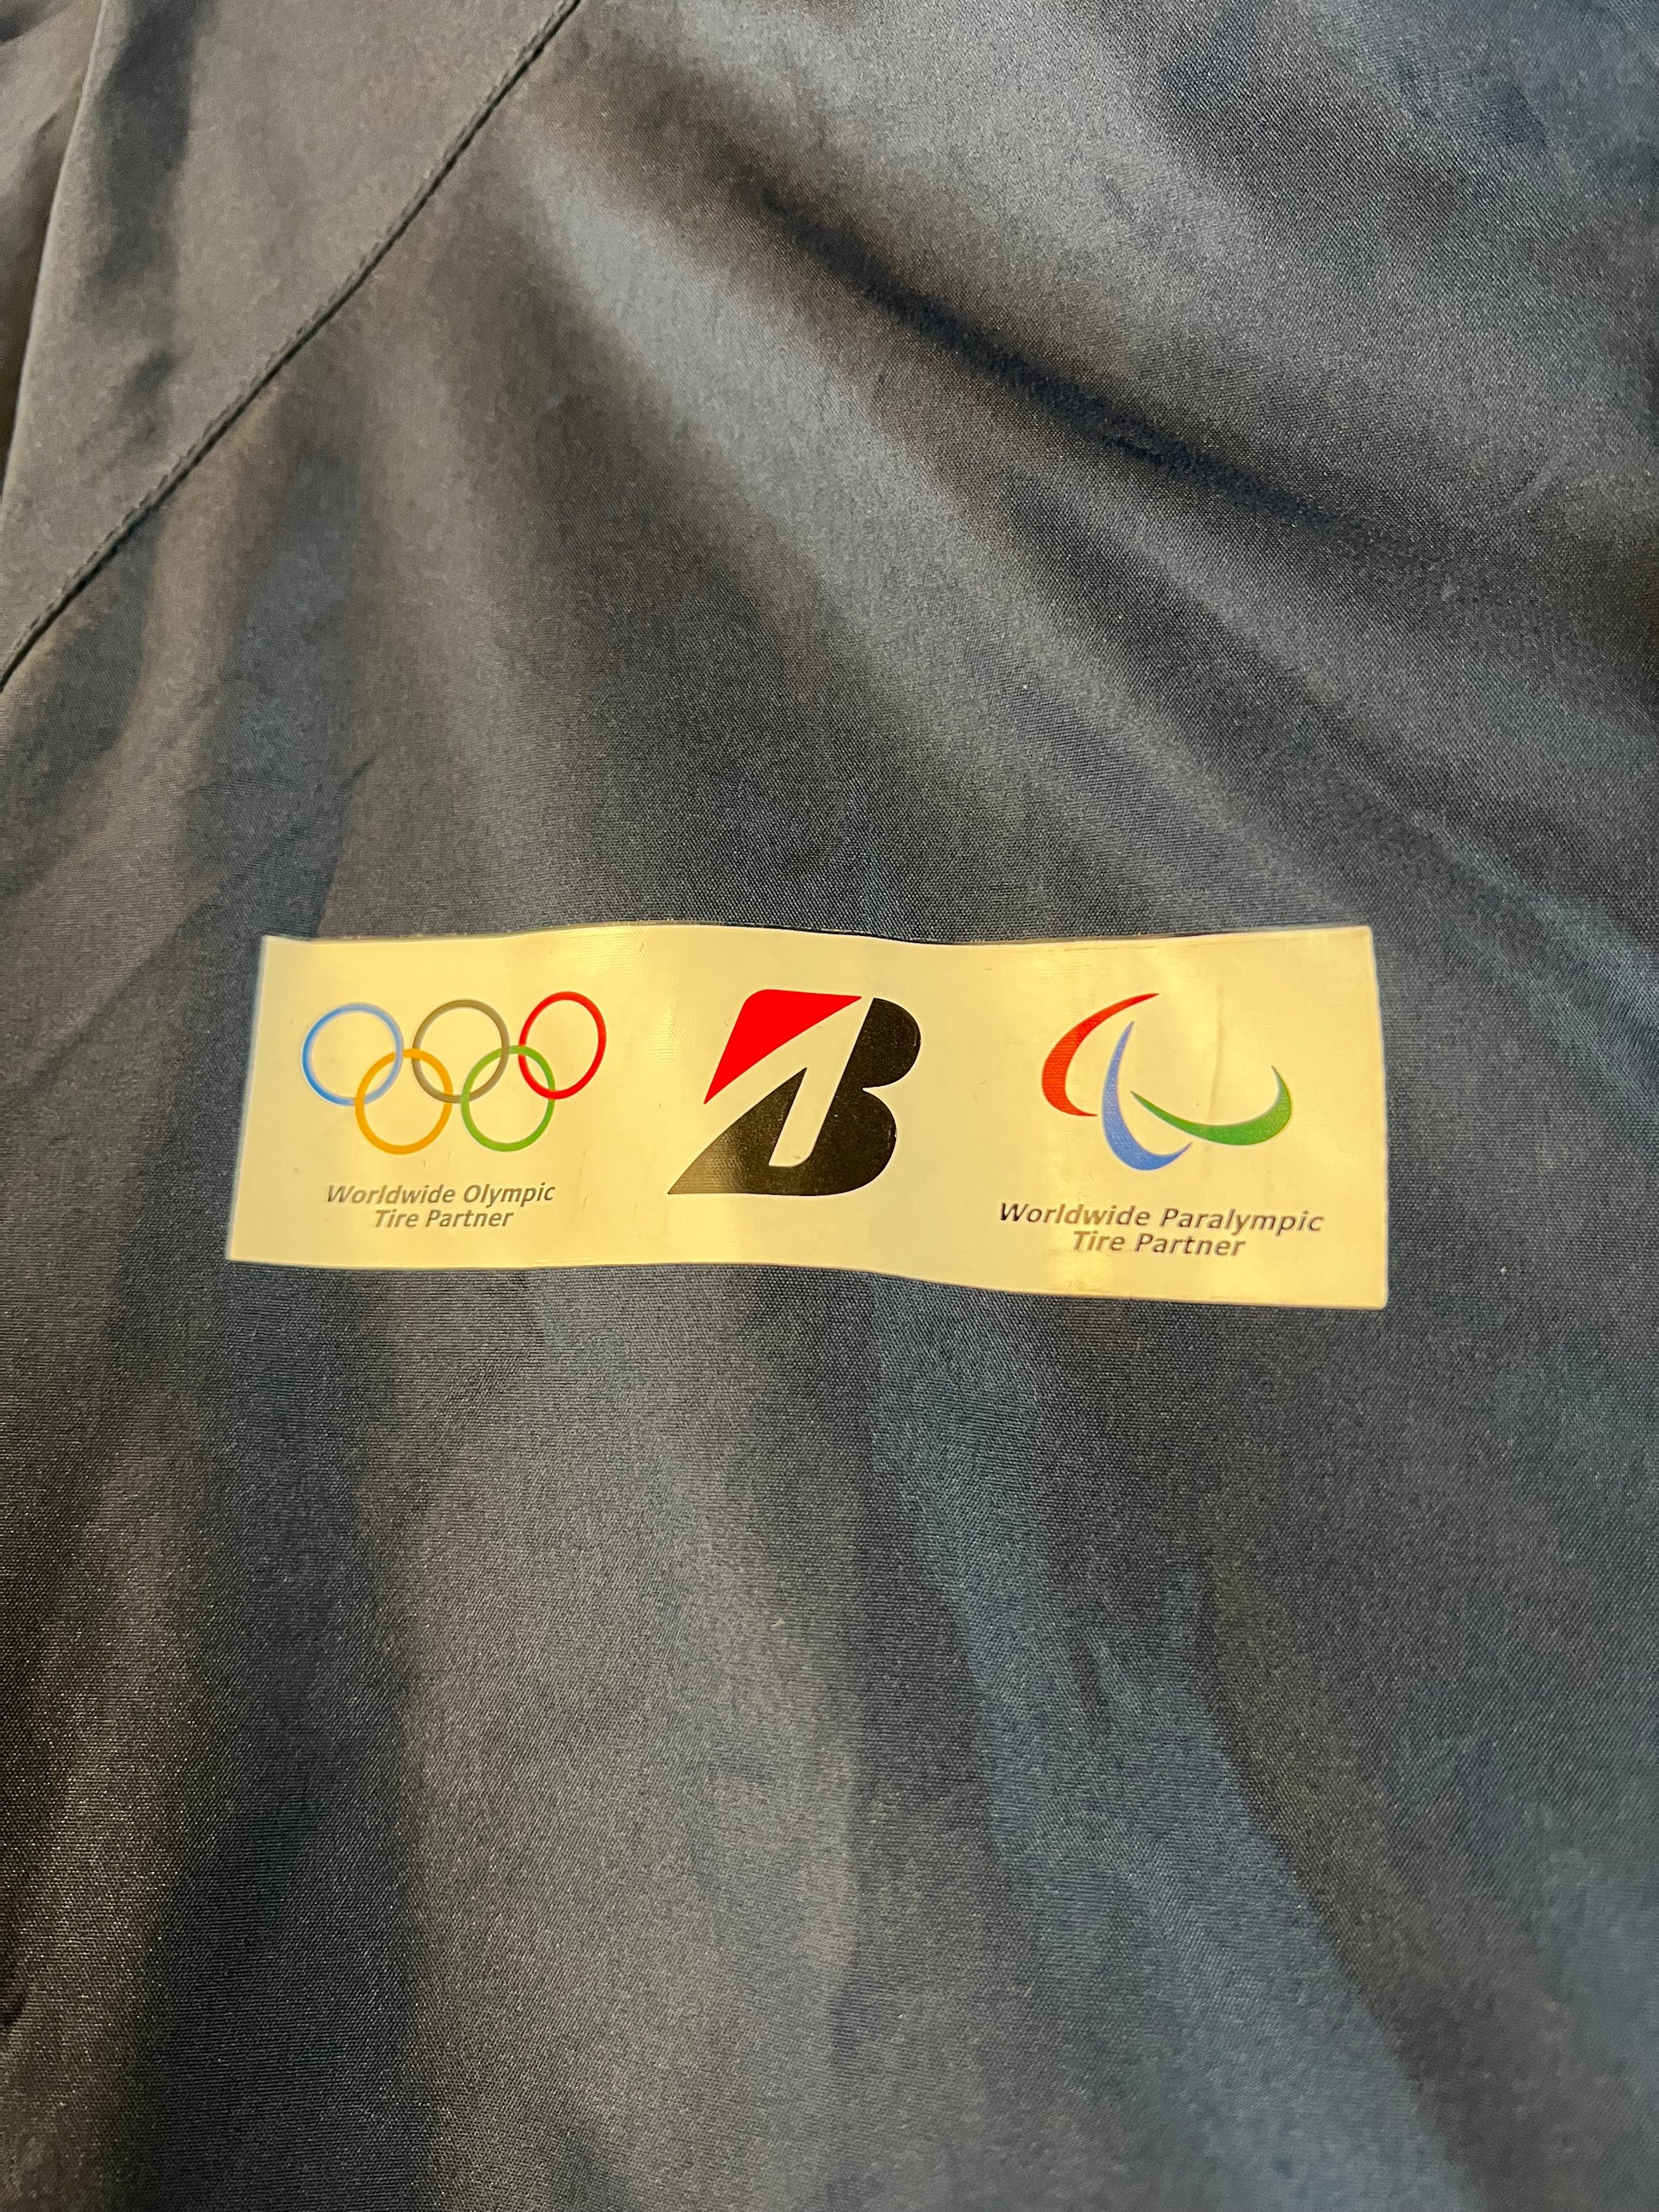 Worldwide Olympic
Tire Partner
B
Worldwide Paralympic
Tire Partner